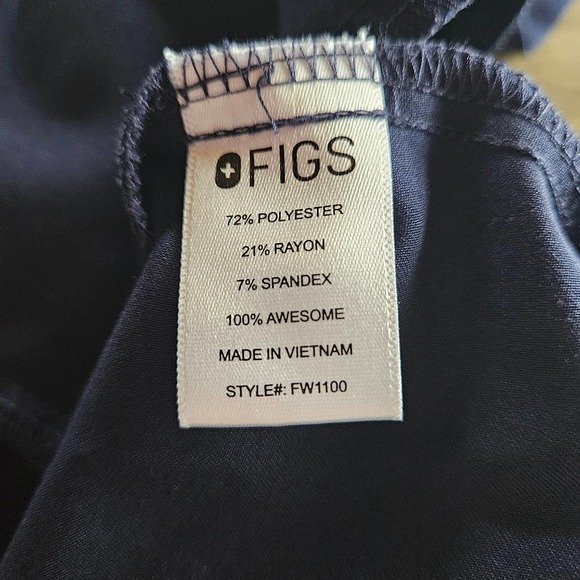 FIGS
72% POLYESTER
21% RAYON
7% SPANDEX
100% AWESOME
MADE IN VIETNAM
STYLE#: FW1100